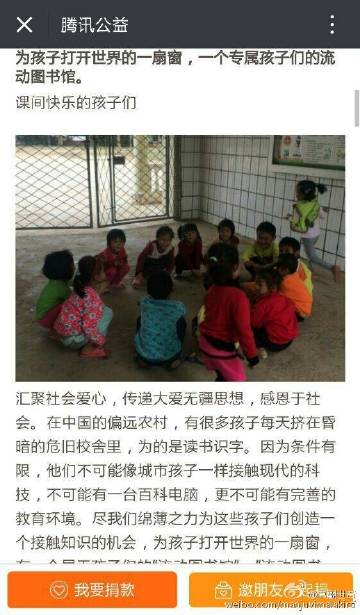 腾讯公益
为孩子打开世界的一扇窗，一个专属孩子们的流
动图书馆。
课间快乐的孩子们
汇聚社会爱心，传递大爱无疆思想，感恩于社
会。在中国的偏远农村，有很多孩子每天挤在昏
暗的危旧校舍里，为的是读书识字。因为条件有
限，他们不可能像城市孩子一样接触现代的科
技，不可能有一台百科电脑，更不可能有完善的
教育环境。尽我们绵薄之力为这些孩子们创造一
个接触知识的机会，为孩子打开世界的一扇窗，
我要捐款
邀朋友